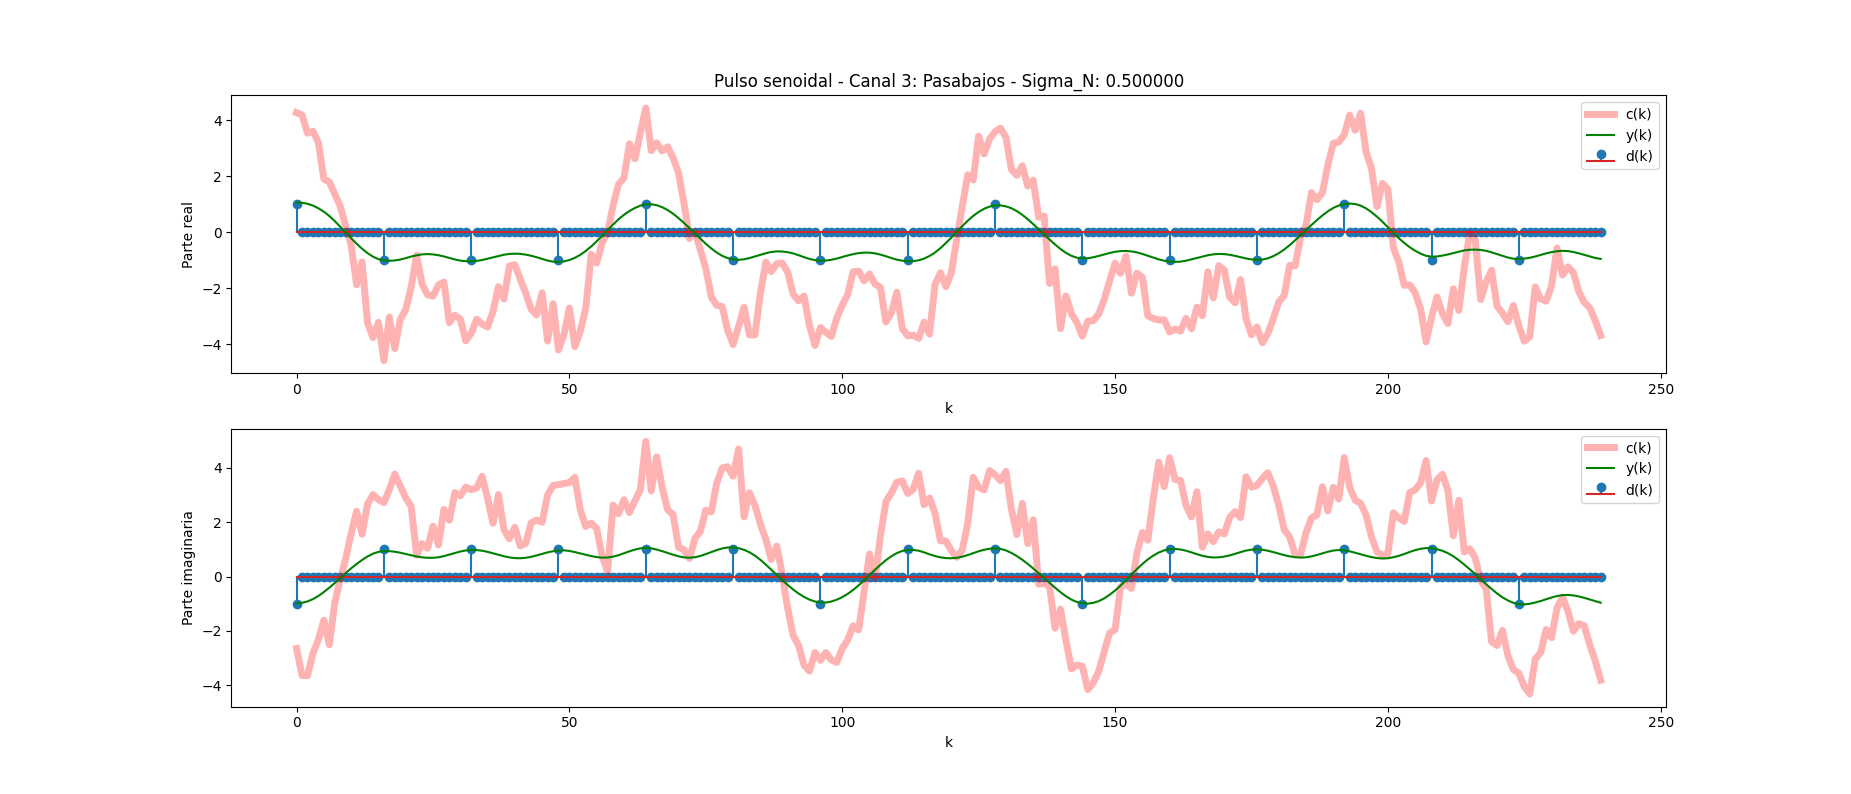 Pulso senoidal - Canal 3: Pasabajos - Sigma_N: 0.500000
Parte real
4
2
0
−2
−4
c(k)
y(k)
d(k)
0 50 100 150 200 250
k
Parte imaginaria
4
2
0
−2
−4
c(k)
y(k)
d(k)
0 50 100 150 200 250
k